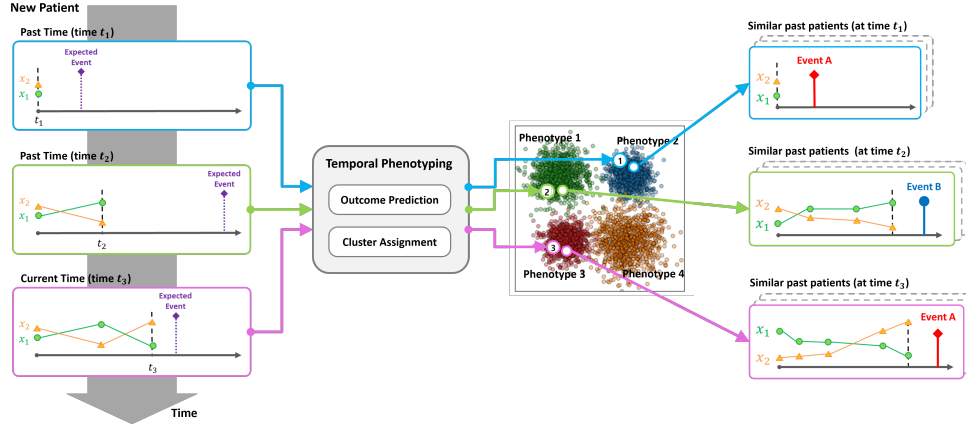 New Patient
Past Time (time t₁)
Expected
Event
x₂
x₁
t₁
Past Time (time t₂)
Expected
Event
x₂
x₁
t₂
Current Time (time t₃)
Expected
Event
x₂
x₁
t₃
Time
Temporal Phenotyping
Outcome Prediction
Cluster Assignment
Phenotype 1
Phenotype 2
1
2
3
Phenotype 3
Phenotype 4
Similar past patients (at time t₁)
Event A
x₂
x₁
Similar past patients (at time t₂)
Event B
x₂
x₁
Similar past patients (at time t₃)
Event A
x₁
x₂